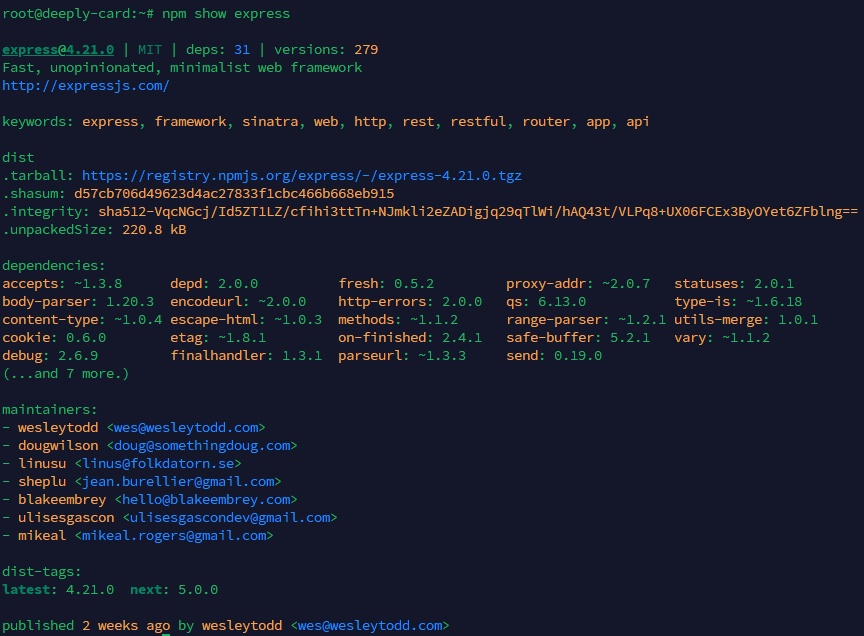 root@deeply-card:~# npm show express
express@4.21.0 | MIT | deps: 31 | versions: 279
Fast, unopinionated, minimalist web framework
http://expressjs.com/
keywords: express, framework, sinatra, web, http, rest, restful, router, app, api
dist
.tarball: https://registry.npmjs.org/express/-/express-4.21.0.tgz
.shasum: d57cb706d49623d4ac27833f1cbc466b668eb915
.integrity: sha512-VqcNGcj/Id5ZT1LZ/cfihi3ttTn+NJmkli2eZADigjq29qTlWi/hAQ43t/VLPq8+UX06FCEx3ByOYet6ZFblng==
.unpackedSize: 220.8 kB
dependencies:
accepts: ~1.3.8 depd: 2.0.0 fresh: 0.5.2 proxy-addr: ~2.0.7 statuses: 2.0.1
body-parser: 1.20.3 encodeurl: ~2.0.0 http-errors: 2.0.0 qs: 6.13.0 type-is: ~1.6.18
content-type: ~1.0.4 escape-html: ~1.0.3 methods: ~1.1.2 range-parser: ~1.2.1 utils-merge: 1.0.1
cookie: 0.6.0 etag: ~1.8.1 on-finished: 2.4.1 safe-buffer: 5.2.1 vary: ~1.1.2
debug: 2.6.9 finalhandler: 1.3.1 parseurl: ~1.3.3 send: 0.19.0
(...and 7 more.)
maintainers:
- wesleytodd <wes@wesleytodd.com>
- dougwilson <doug@somethingdoug.com>
- linusu <linus@folkdatorn.se>
- sheplu <jean.burellier@gmail.com>
- blakeembrey <hello@blakeembrey.com>
- ulisesgascon <ulisesgascondev@gmail.com>
- mikeal <mikeal.rogers@gmail.com>
dist-tags:
latest: 4.21.0 next: 5.0.0
published 2 weeks ago by wesleytodd <wes@wesleytodd.com>